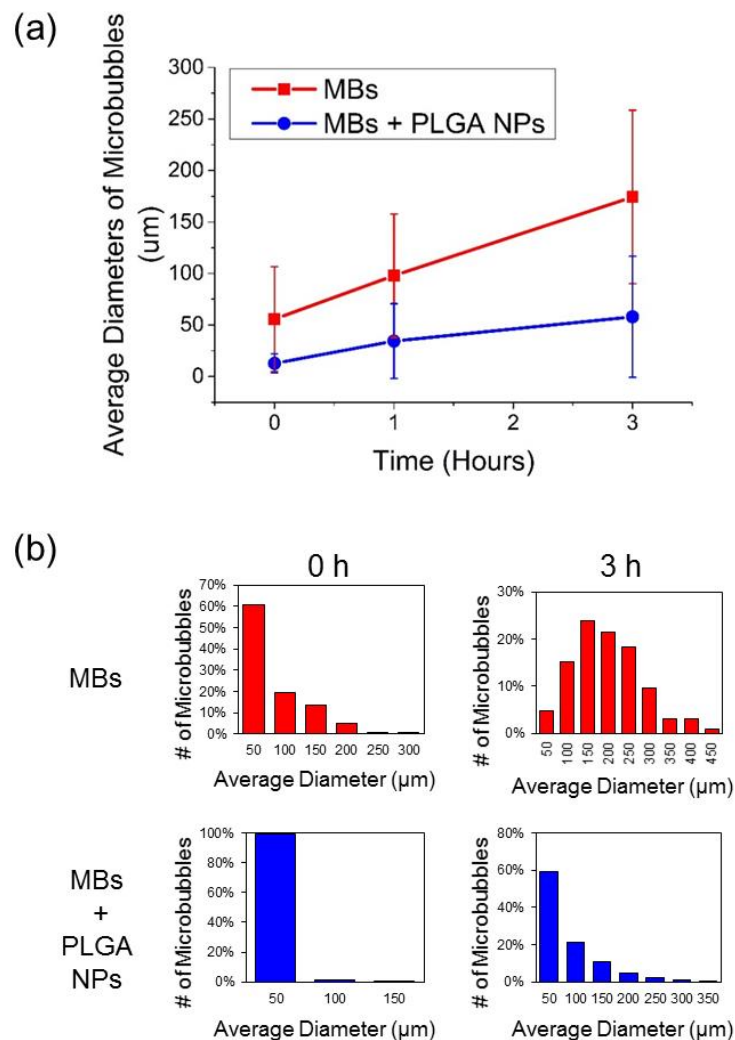 (a)
Average Diameters of Microbubbles
(um)
300
250
200
150
100
50
0
MBs
MBs + PLGA NPs
0
1
2
3
Time (Hours)
(b)
0 h
3 h
MBs
# of Microbubbles
70%
60%
50%
40%
30%
20%
10%
0%
50 100 150 200 250 300
Average Diameter (µm)
# of Microbubbles
30%
20%
10%
0%
50 100 150 200 250 300 350 400 450
Average Diameter (µm)
MBs
+
PLGA
NPs
# of Microbubbles
100%
80%
60%
40%
20%
0%
50 100 150
Average Diameter (µm)
# of Microbubbles
80%
60%
40%
20%
0%
50 100 150 200 250 300 350
Average Diameter (µm)